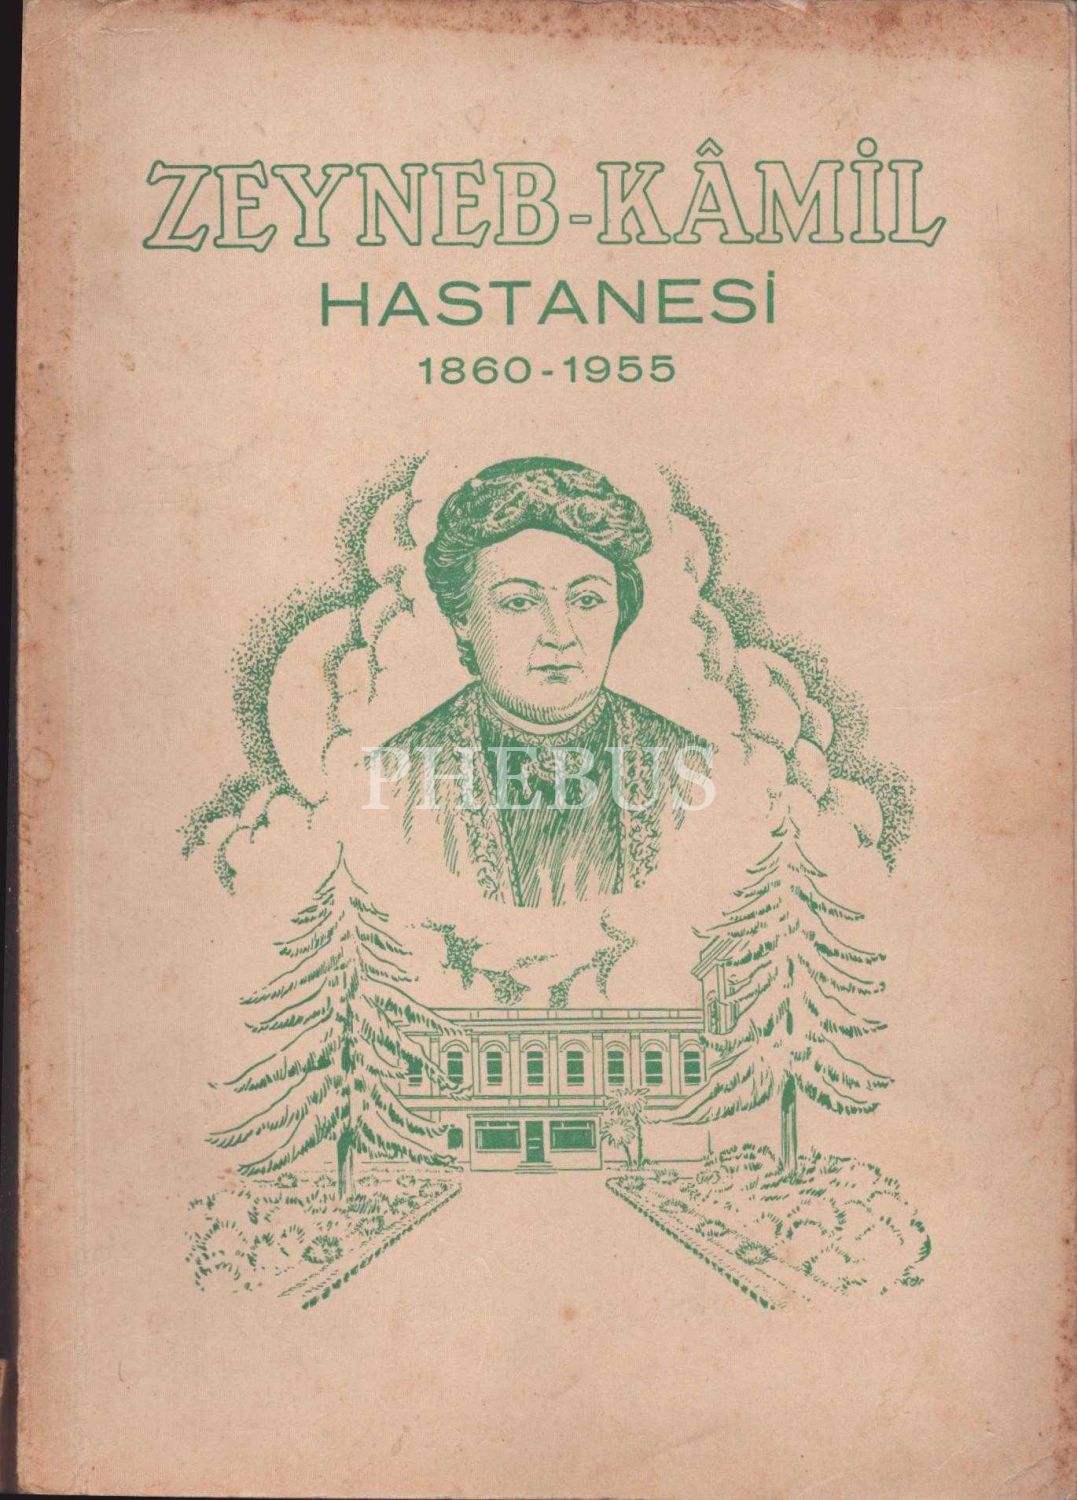 ZEYNEB-KÂMİL
HASTANESİ
1860-1955
PHEBUS